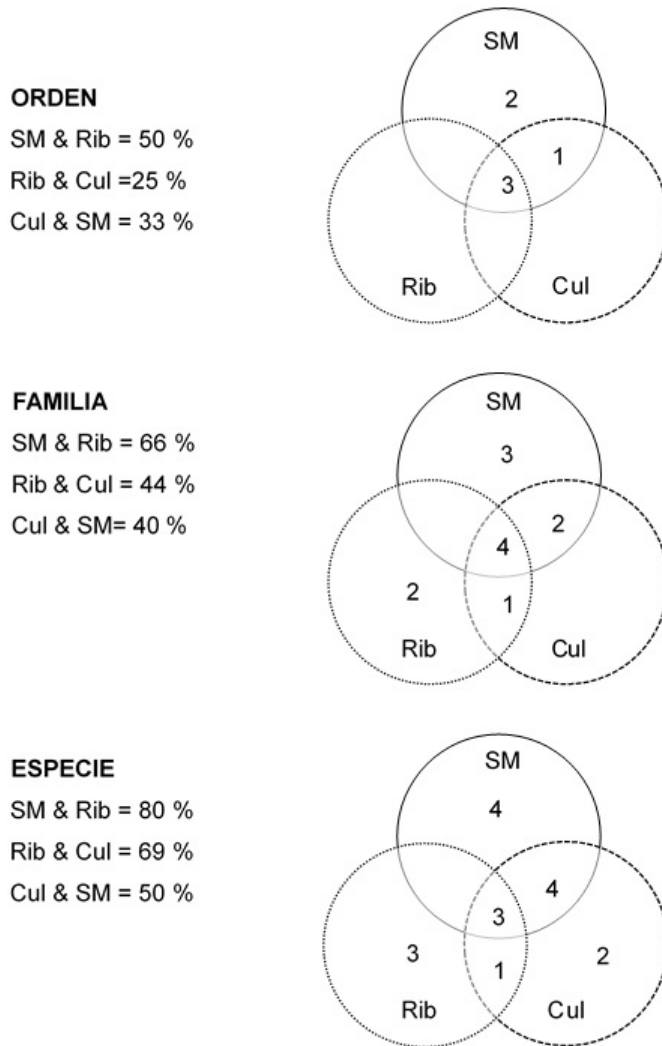 ORDEN
SM & Rib = 50 %
Rib & Cul =25 %
Cul & SM = 33 %
SM
2
1
3
Rib
Cul
FAMILIA
SM & Rib = 66 %
Rib & Cul = 44 %
Cul & SM= 40 %
SM
3
2
4
2
1
Rib
Cul
ESPECIE
SM & Rib = 80 %
Rib & Cul = 69 %
Cul & SM = 50 %
SM
4
4
3
3
1
2
Rib
Cul